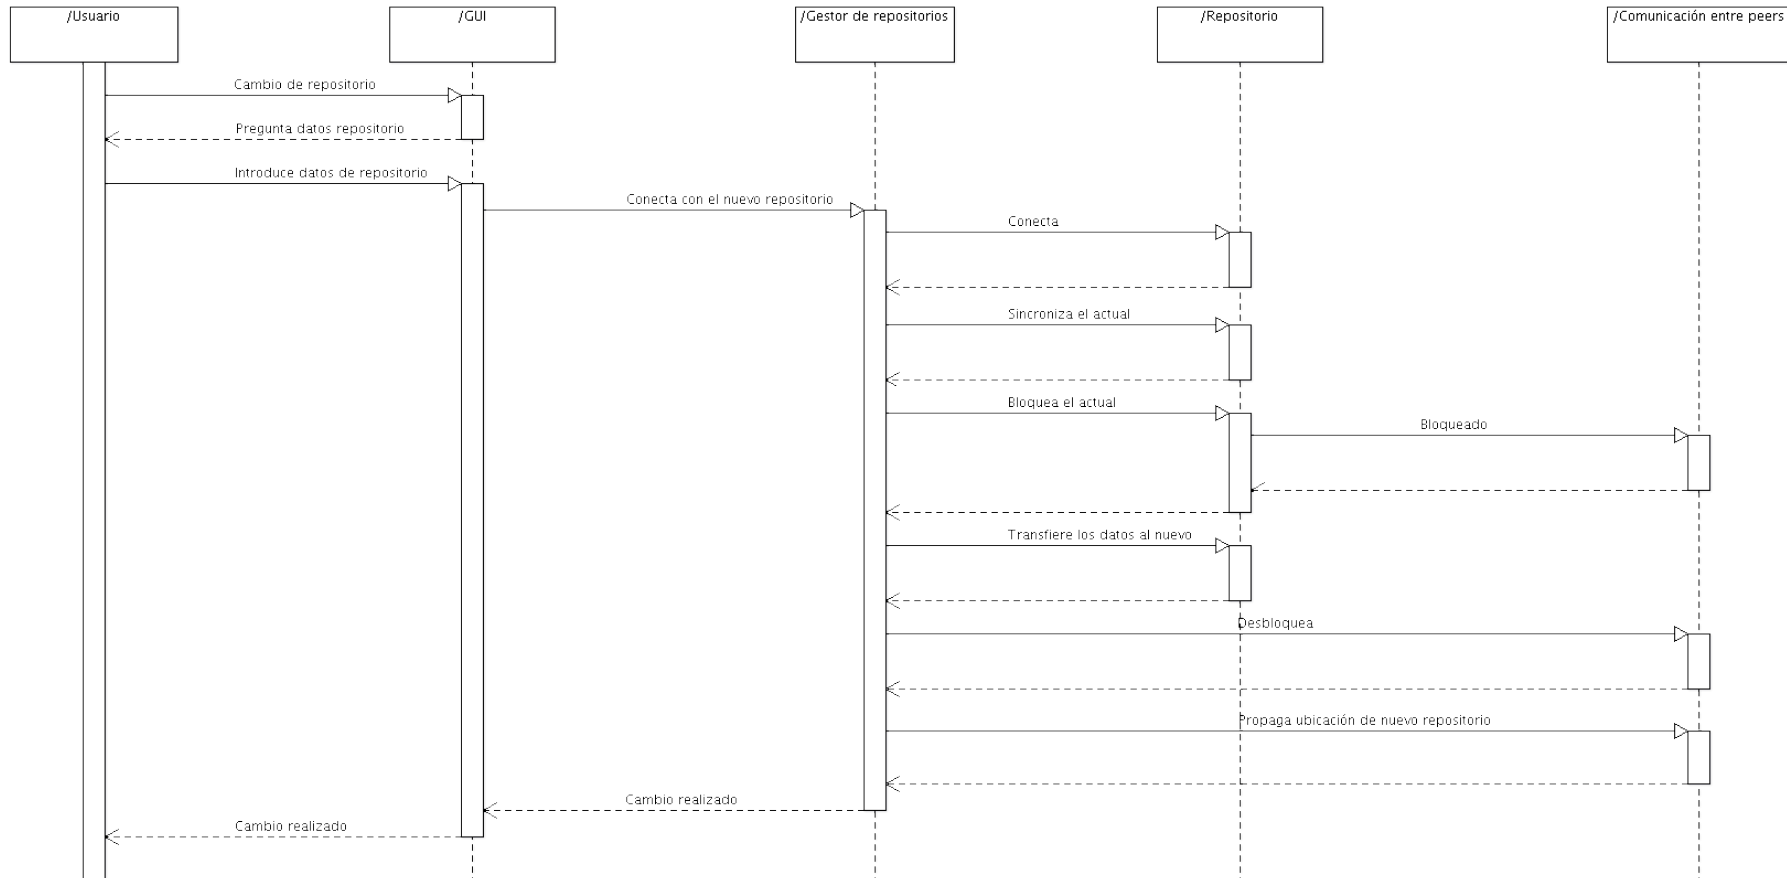 /Usuario
/GUI
/Gestor de repositorios
/Repositorio
/Comunicación entre peers
Cambio de repositorio
Pregunta datos repositorio
Introduce datos de repositorio
Conecta con el nuevo repositorio
Conecta
Sincroniza el actual
Bloquea el actual
Bloqueado
Transfiere los datos al nuevo
Desbloquea
Propaga ubicación de nuevo repositorio
Cambio realizado
Cambio realizado